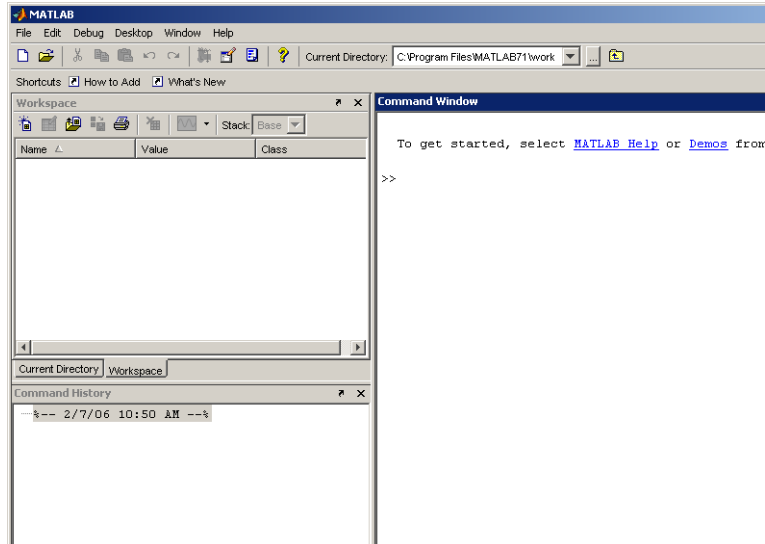 MATLAB
File Edit Debug Desktop Window Help
Current Directory: C:\Program Files\MATLAB71\work ...
Shortcuts How to Add What's New
Workspace
Stack: Base
Name Value Class
Current Directory Workspace
Command History
%-- 2/7/06 10:50 AM --%
Command Window
To get started, select MATLAB Help or Demos from
>>